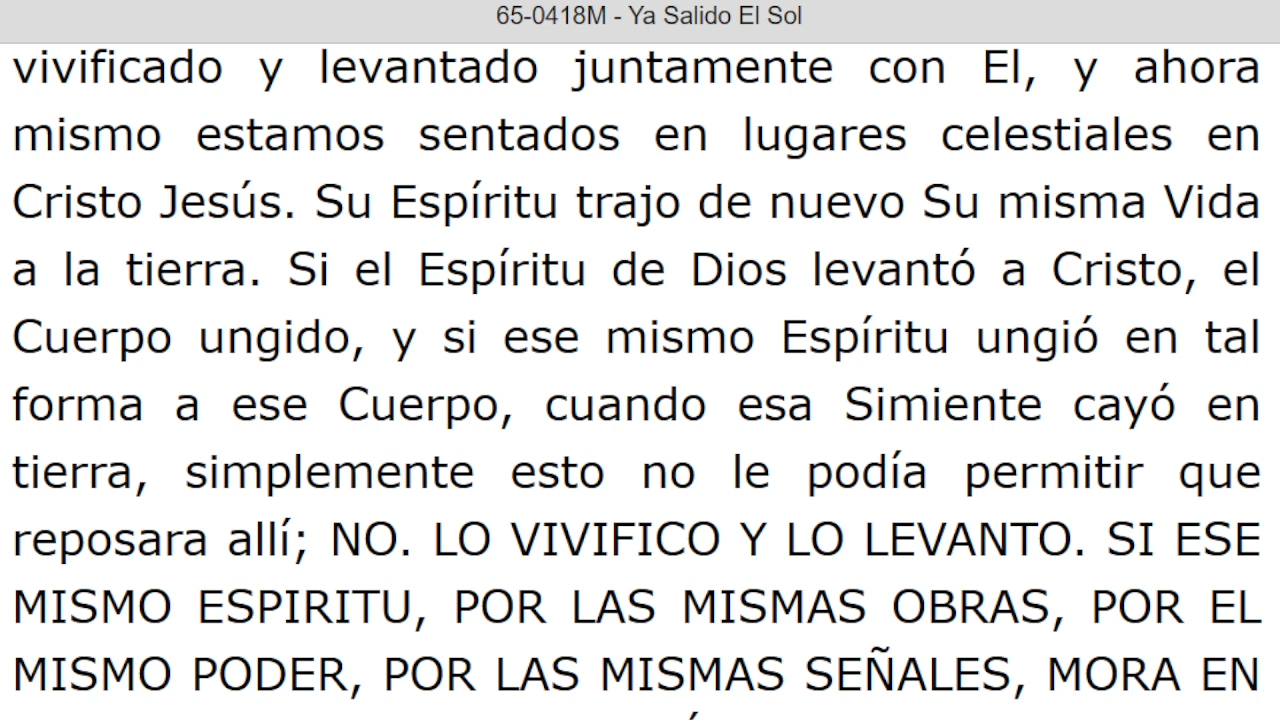 65-0418M - Ya Salido El Sol
vivificado y levantado juntamente con El, y ahora
mismo estamos sentados en lugares celestiales en
Cristo Jesús. Su Espíritu trajo de nuevo Su misma Vida
a la tierra. Si el Espíritu de Dios levantó a Cristo, el
Cuerpo ungido, y si ese mismo Espíritu ungió en tal
forma a ese Cuerpo, cuando esa Simiente cayó en
tierra, simplemente esto no le podía permitir que
reposara allí; NO. LO VIVIFICO Y LO LEVANTO. SI ESE
MISMO ESPIRITU, POR LAS MISMAS OBRAS, POR EL
MISMO PODER, POR LAS MISMAS SEÑALES, MORA EN